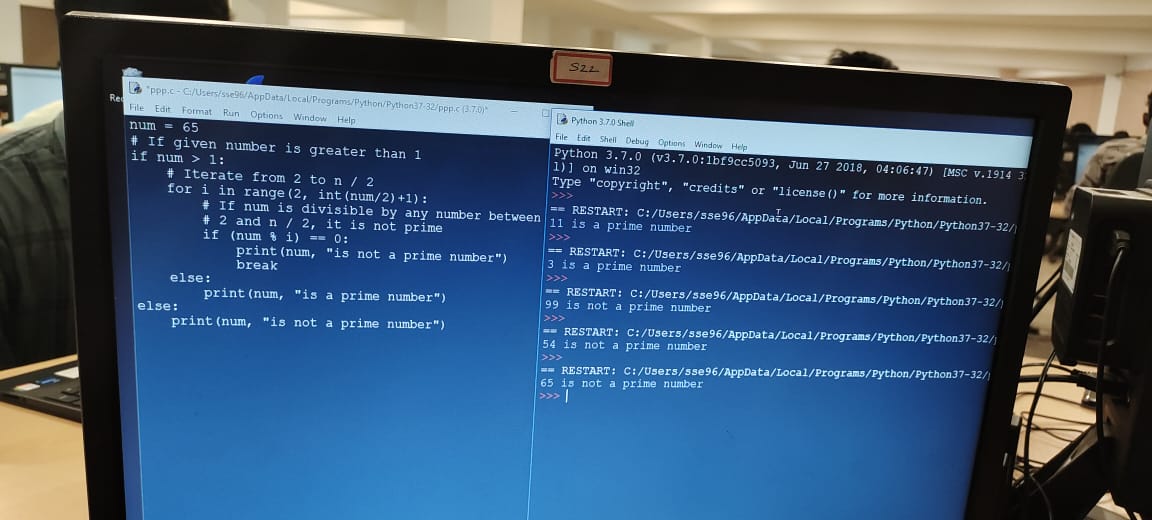 S22
"ppp.c - C:/Users/sse96/AppData/Local/Programs/Python/Python37-32/ppp.c (3.7.0)*
File Edit Format Run Options Window Help
num = 65
# If given number is greater than 1
if num > 1:
# Iterate from 2 to n / 2
for i in range(2, int(num/2)+1):
# If num is divisible by any number between
# 2 and n / 2, it is not prime
if (num % i) == 0:
print(num, "is not a prime number")
break
else:
print(num, "is a prime number")
else:
print(num, "is not a prime number")
Python 3.7.0 Shell
File Edit Shell Debug Options Window Help
Python 3.7.0 (v3.7.0:1bf9cc5093, Jun 27 2018, 04:06:47) [MSC v.1914 3
1)] on win32
Type "copyright", "credits" or "license()" for more information.
>>>
== RESTART: C:/Users/sse96/AppData/Local/Programs/Python/Python37-32/
11 is a prime number
>>>
== RESTART: C:/Users/sse96/AppData/Local/Programs/Python/Python37-32/
3 is a prime number
>>>
== RESTART: C:/Users/sse96/AppData/Local/Programs/Python/Python37-32/
99 is not a prime number
>>>
== RESTART: C:/Users/sse96/AppData/Local/Programs/Python/Python37-32/
54 is not a prime number
>>>
== RESTART: C:/Users/sse96/AppData/Local/Programs/Python/Python37-32/
65 is not a prime number
>>>